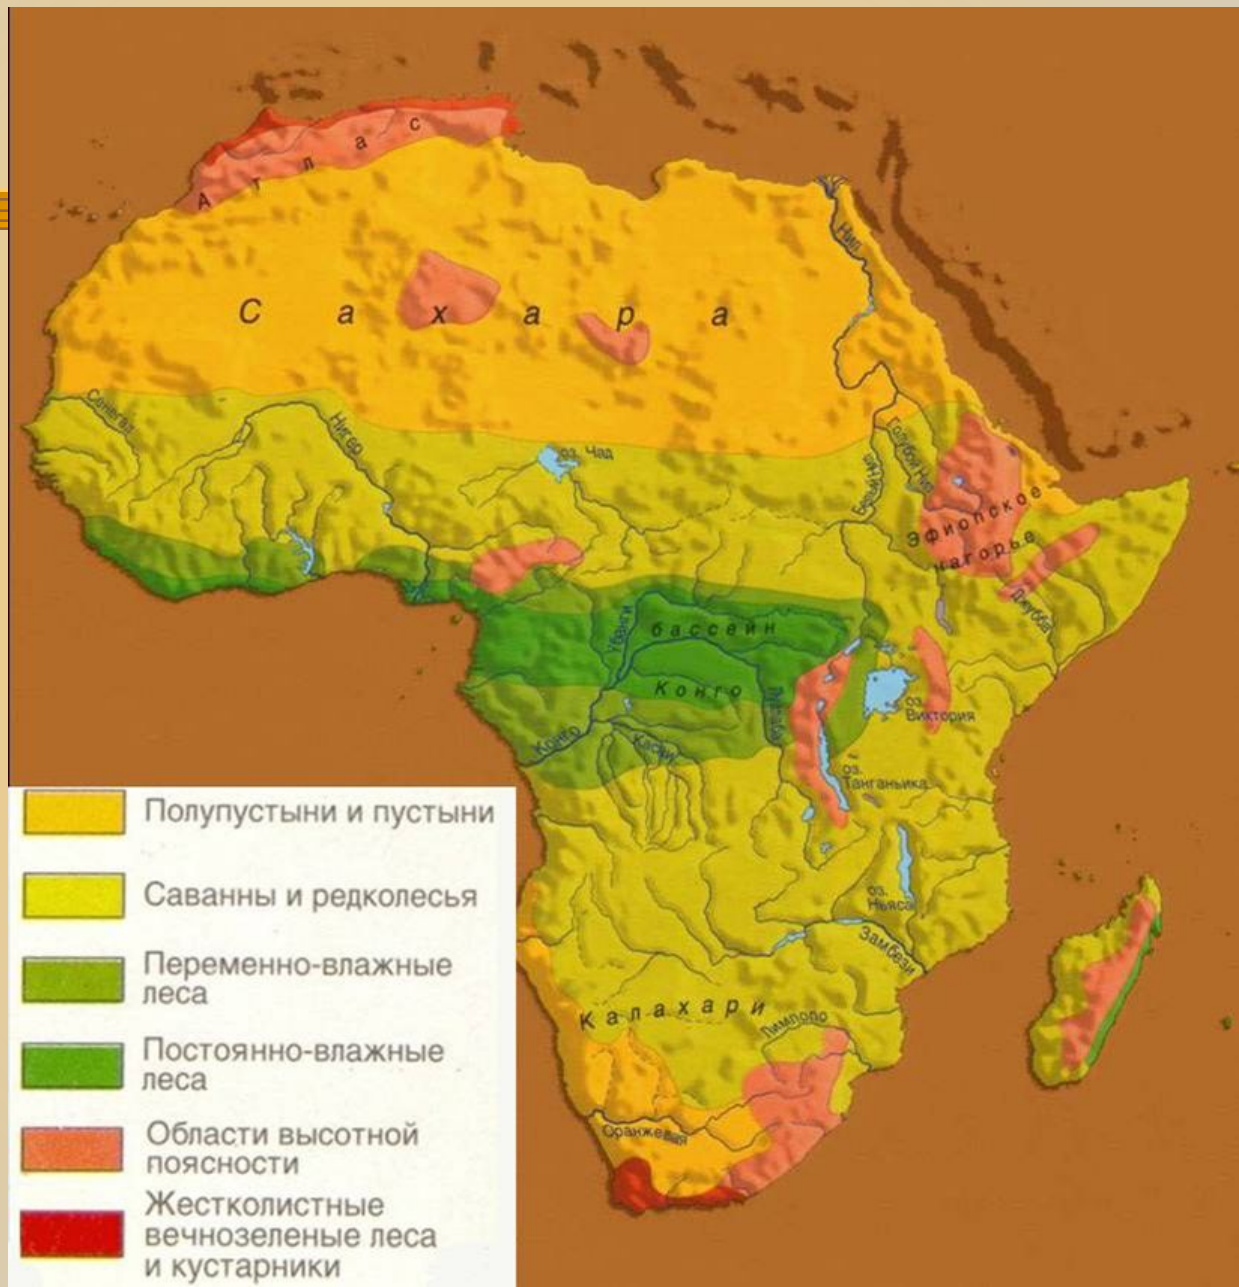 Атлас
Сахара
Нил
Сенегал
Нигер
оз. Чад
Белый Нил
Голубой Нил
Эфиопское
нагорье
Джубба
Убанги
бассейн
Конго
Луалаба
оз.
Виктория
Конго
Касаи
оз.
Танганьика
оз.
Ньяса
Замбези
Калахари
Лимпопо
Оранжевая
Полупустыни и пустыни
Саванны и редколесья
Переменно-влажные
леса
Постоянно-влажные
леса
Области высотной
поясности
Жестколистные
вечнозеленые леса
и кустарники